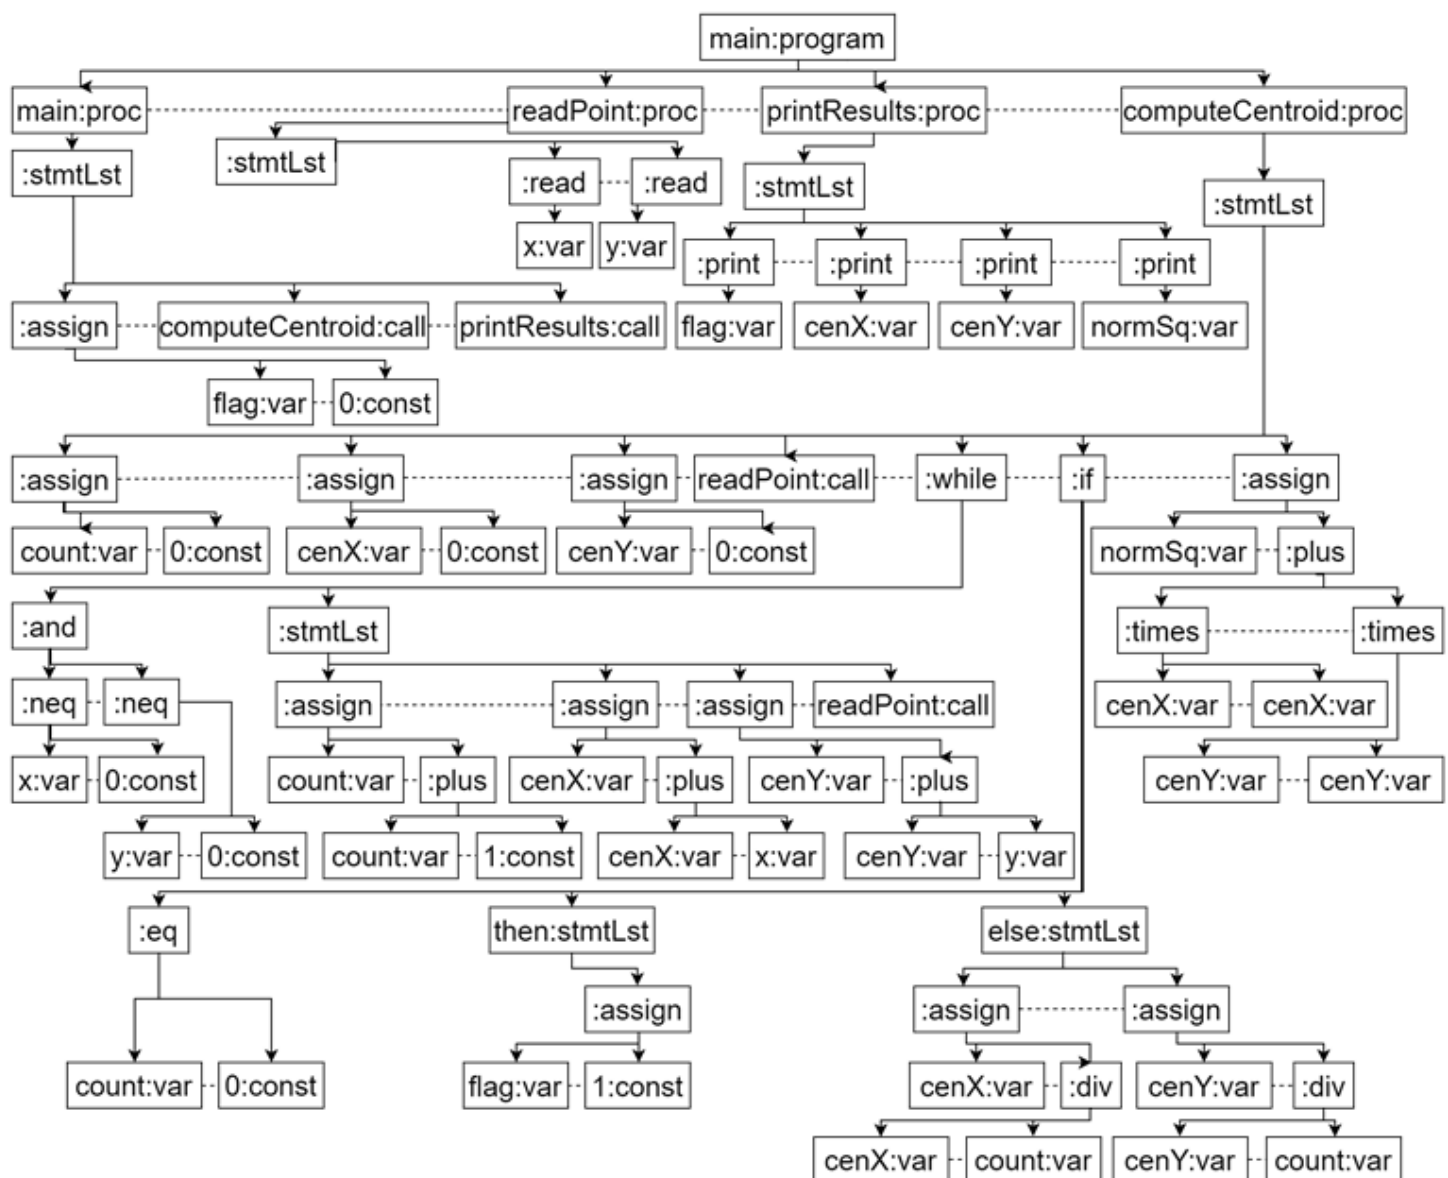 main:program
main:proc readPoint:proc printResults:proc computeCentroid:proc
:stmtLst :stmtLst :read :read :stmtLst :stmtLst
x:var y:var :print :print :print :print
:assign computeCentroid:call printResults:call flag:var cenX:var cenY:var normSq:var
flag:var 0:const
:assign :assign :assign readPoint:call :while :if :assign
count:var 0:const cenX:var 0:const cenY:var 0:const normSq:var :plus
:and :stmtLst :times :times
:neq :neq :assign :assign :assign readPoint:call cenX:var cenX:var
x:var 0:const count:var :plus cenX:var :plus cenY:var :plus cenY:var cenY:var
y:var 0:const count:var 1:const cenX:var x:var cenY:var y:var
:eq then:stmtLst else:stmtLst
:assign :assign :assign
count:var 0:const flag:var 1:const cenX:var :div cenY:var :div
cenX:var count:var cenY:var count:var